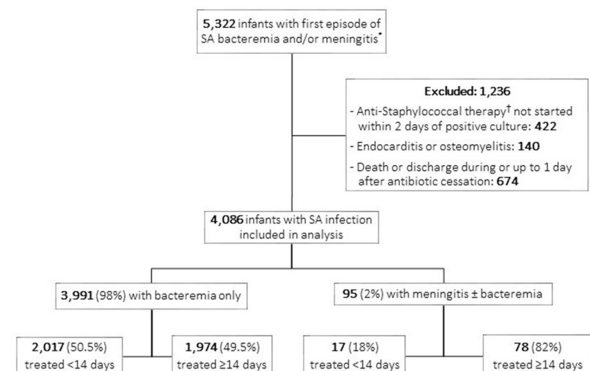 5,322 infants with first episode of
SA bacteremia and/or meningitis*
Excluded: 1,236
- Anti-Staphylococcal therapy† not started
within 2 days of positive culture: 422
- Endocarditis or osteomyelitis: 140
- Death or discharge during or up to 1 day
after antibiotic cessation: 674
4,086 infants with SA infection
included in analysis
3,991 (98%) with bacteremia only
95 (2%) with meningitis ± bacteremia
2,017 (50.5%)
treated <14 days
1,974 (49.5%)
treated ≥14 days
17 (18%)
treated <14 days
78 (82%)
treated ≥14 days